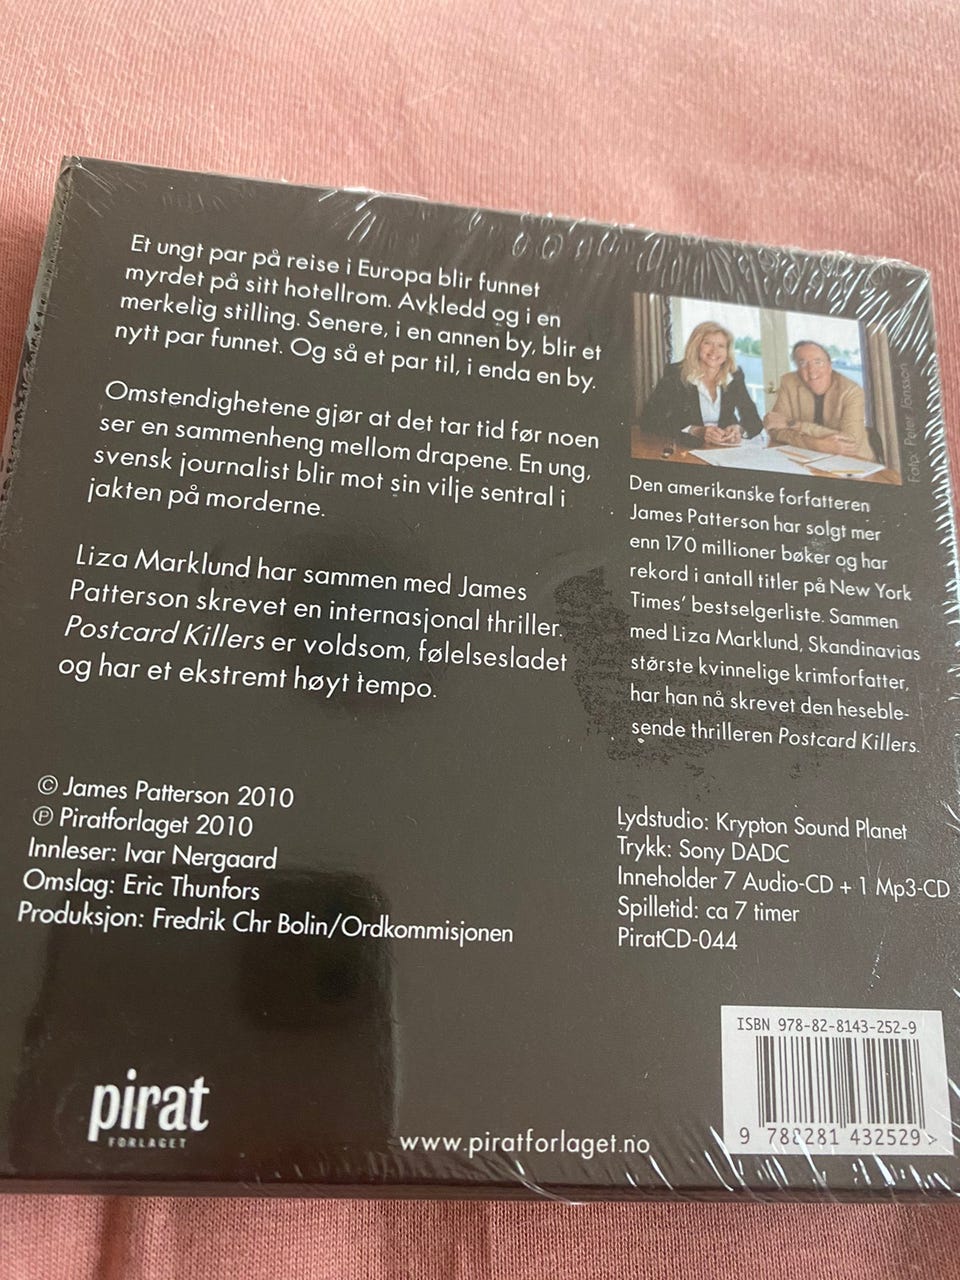 Et ungt par på reise i Europa blir funnet
myrdet på sitt hotellrom. Avkledd og i en
merkelig stilling. Senere, i en annen by, blir et
nytt par funnet. Og så et par til, i enda en by.
Omstendighetene gjør at det tar tid før noen
ser en sammenheng mellom drapene. En ung,
svensk journalist blir mot sin vilje sentral i
jakten på morderne.
Liza Marklund har sammen med James
Patterson skrevet en internasjonal thriller.
Postcard Killers er voldsom, følelsesladet
og har et ekstremt høyt tempo.
Foto: Peter Jönsson
Den amerikanske forfatteren
James Patterson har solgt mer
enn 170 millioner bøker og har
rekord i antall titler på New York
Times' bestselgerliste. Sammen
med Liza Marklund, Skandinavias
største kvinnelige krimforfatter,
har han nå skrevet den heseble-
sende thrilleren Postcard Killers.
© James Patterson 2010
℗ Piratforlaget 2010
Innleser: Ivar Nergaard
Omslag: Eric Thunfors
Produksjon: Fredrik Chr Bolin/Ordkommisjonen
Lydstudio: Krypton Sound Planet
Trykk: Sony DADC
Inneholder 7 Audio-CD + 1 Mp3-CD
Spilletid: ca 7 timer
PiratCD-044
ISBN 978-82-8143-252-9
9 788281 432529 >
pirat
FORLAGET
www.piratforlaget.no